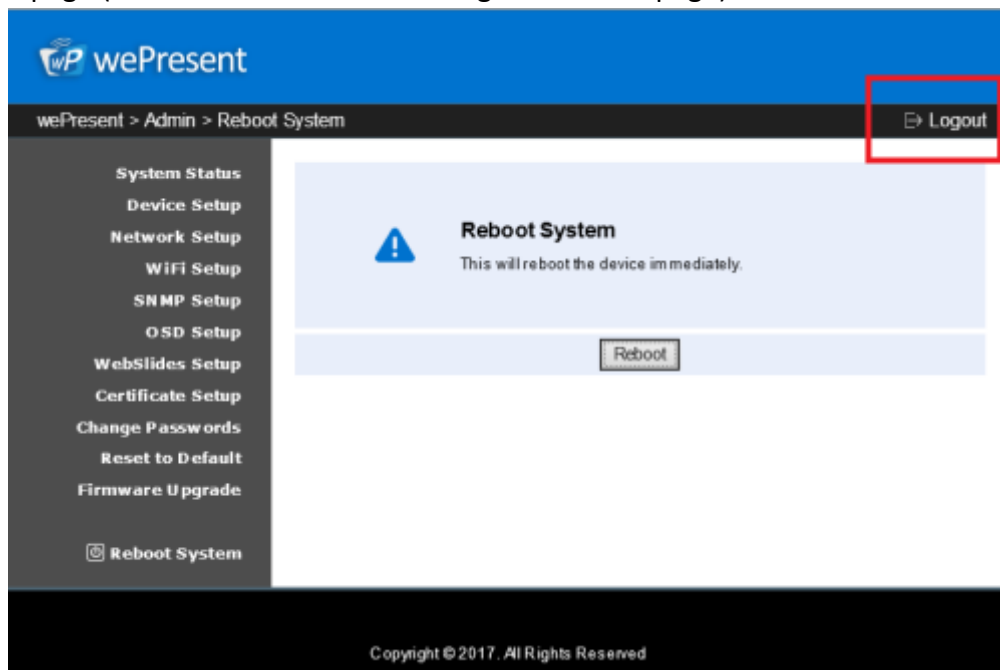 wP wePresent
wePresent > Admin > Reboot System
Logout
System Status
Device Setup
Network Setup
WiFi Setup
SNMP Setup
OSD Setup
WebSlides Setup
Certificate Setup
Change Passwords
Reset to Default
Firmware Upgrade
Reboot System
Reboot System
This will reboot the device immediately.
Reboot
Copyright © 2017. All Rights Reserved